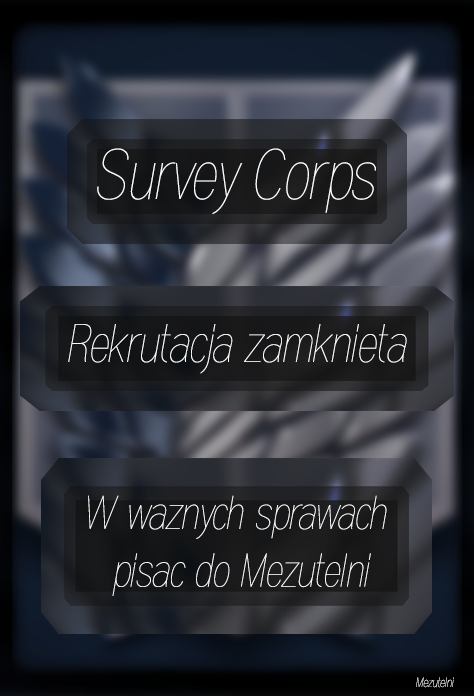 Survey Corps
Rekrutacja zamknieta
W waznych sprawach
pisac do Mezutelni
Mezutelni